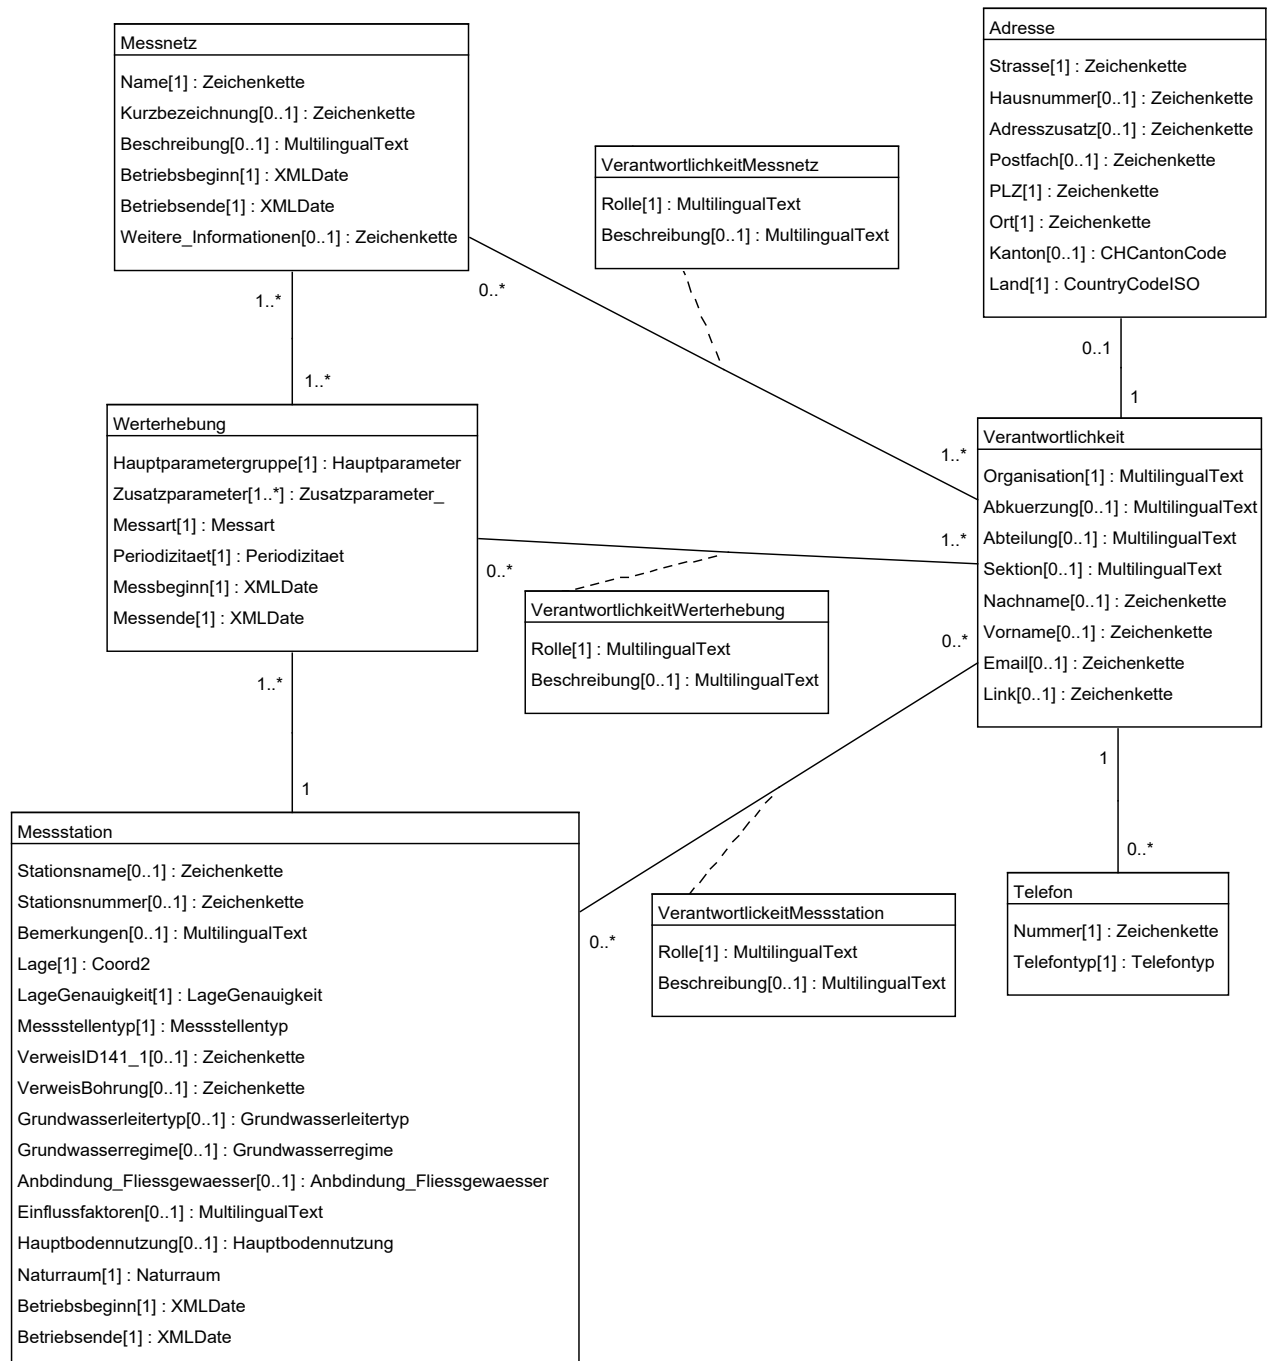 Messnetz
Name[1] : Zeichenkette
Kurzbezeichnung[0..1] : Zeichenkette
Beschreibung[0..1] : MultilingualText
Betriebsbeginn[1] : XMLDate
Betriebsende[1] : XMLDate
Weitere_Informationen[0..1] : Zeichenkette
Adresse
Strasse[1] : Zeichenkette
Hausnummer[0..1] : Zeichenkette
Adresszusatz[0..1] : Zeichenkette
Postfach[0..1] : Zeichenkette
PLZ[1] : Zeichenkette
Ort[1] : Zeichenkette
Kanton[0..1] : CHCantonCode
Land[1] : CountryCodeISO
VerantwortlichkeitMessnetz
Rolle[1] : MultilingualText
Beschreibung[0..1] : MultilingualText
1..*
0..*
0..1
1..*
1
1..*
Werterhebung
Hauptparametergruppe[1] : Hauptparameter
Zusatzparameter[1..*] : Zusatzparameter_
Messart[1] : Messart
Periodizitaet[1] : Periodizitaet
Messbeginn[1] : XMLDate
Messende[1] : XMLDate
Verantwortlichkeit
Organisation[1] : MultilingualText
Abkuerzung[0..1] : MultilingualText
Abteilung[0..1] : MultilingualText
Sektion[0..1] : MultilingualText
Nachname[0..1] : Zeichenkette
Vorname[0..1] : Zeichenkette
Email[0..1] : Zeichenkette
Link[0..1] : Zeichenkette
1..*
0..*
VerantwortlichkeitWerterhebung
Rolle[1] : MultilingualText
Beschreibung[0..1] : MultilingualText
0..*
1..*
1
1
0..*
Messstation
Stationsname[0..1] : Zeichenkette
Stationsnummer[0..1] : Zeichenkette
Bemerkungen[0..1] : MultilingualText
Lage[1] : Coord2
LageGenauigkeit[1] : LageGenauigkeit
Messstellentyp[1] : Messstellentyp
VerweisID141_1[0..1] : Zeichenkette
VerweisBohrung[0..1] : Zeichenkette
Grundwasserleitertyp[0..1] : Grundwasserleitertyp
Grundwasserregime[0..1] : Grundwasserregime
Anbdindung_Fliessgewaesser[0..1] : Anbdindung_Fliessgewaesser
Einflussfaktoren[0..1] : MultilingualText
Hauptbodennutzung[0..1] : Hauptbodennutzung
Naturraum[1] : Naturraum
Betriebsbeginn[1] : XMLDate
Betriebsende[1] : XMLDate
0..*
VerantwortlickeitMessstation
Rolle[1] : MultilingualText
Beschreibung[0..1] : MultilingualText
Telefon
Nummer[1] : Zeichenkette
Telefontyp[1] : Telefontyp